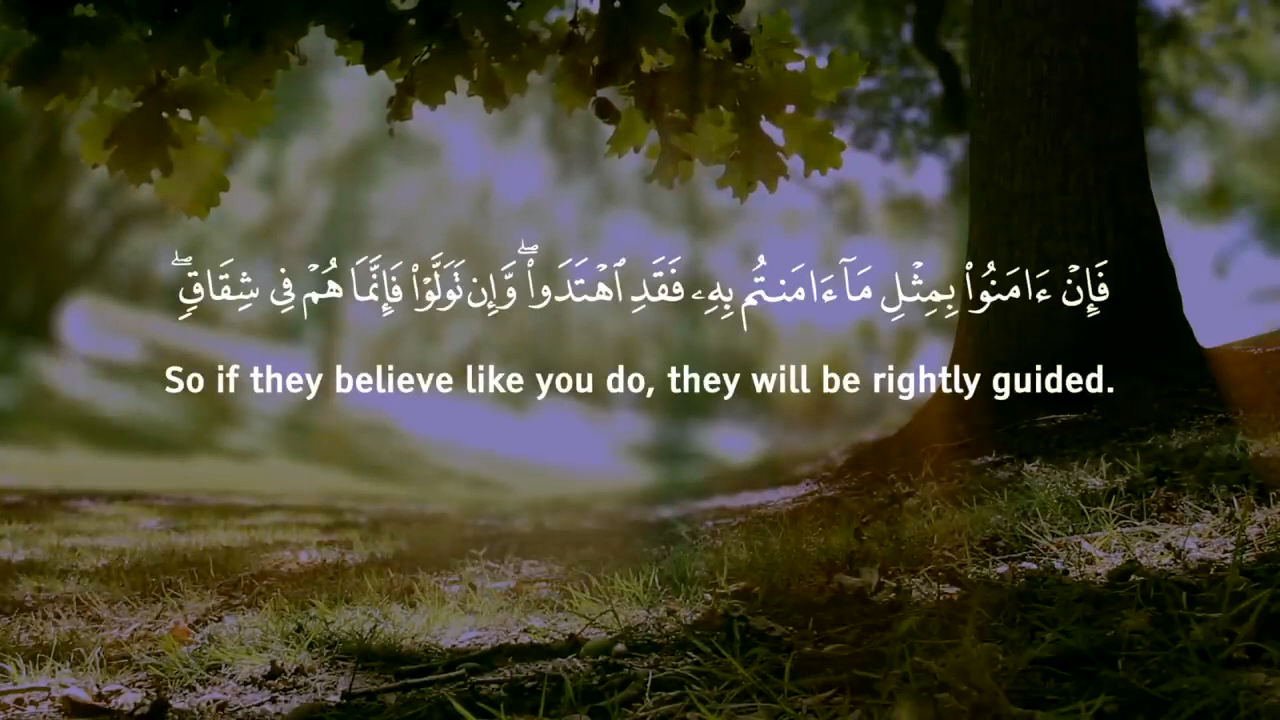 فَإِنْ ءَامَنُوا۟ بِمِثْلِ مَآ ءَامَنتُم بِهِۦ فَقَدِ ٱهْتَدَوا۟ ۖ وَّإِن تَوَلَّوْا۟ فَإِنَّمَا هُمْ فِى شِقَاقٍ ۖ
So if they believe like you do, they will be rightly guided.